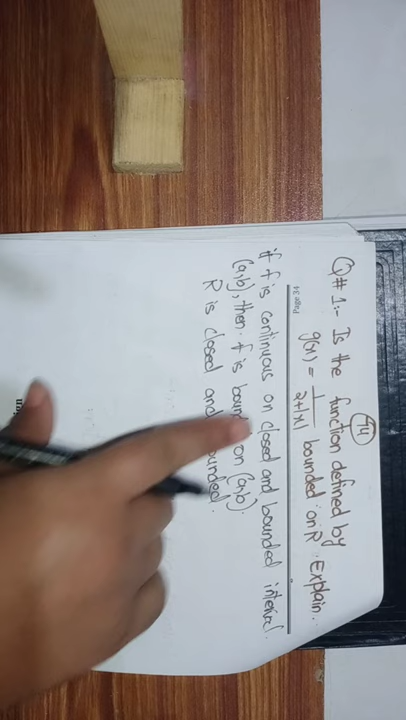 74
Q#1:- Is the function defined by
g(x) = 1/2+|x| bounded on R. Explain.
Page 34
if f is continuous on closed and bounded interval.
(a,b), then f is bound on (a,b).
R is closed and bounded.